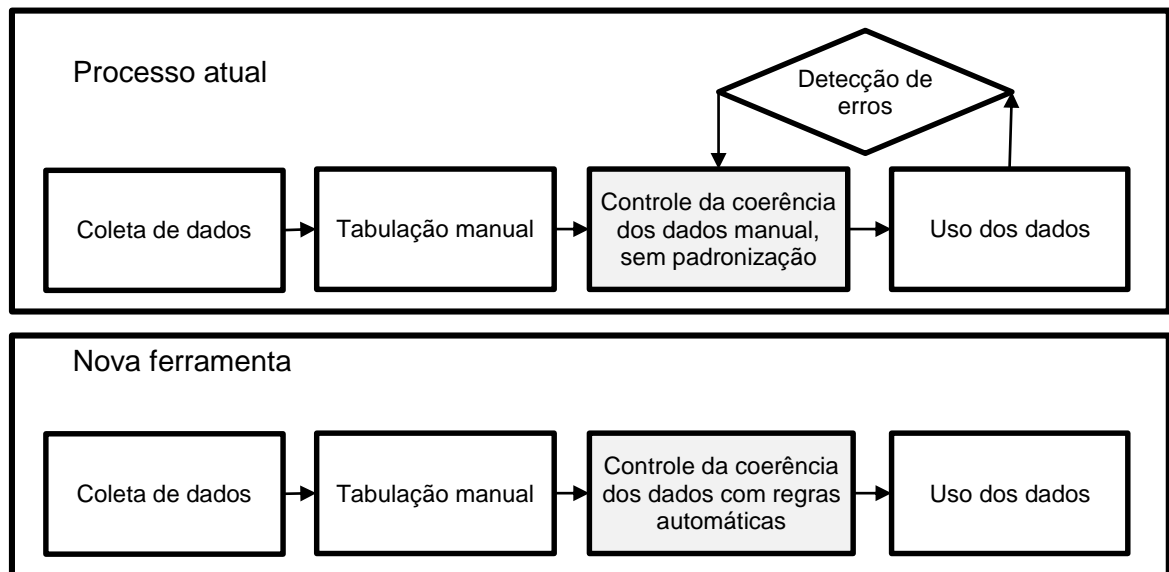 Processo atual
Detecção de
erros
Coleta de dados
Tabulação manual
Controle da coerência
dos dados manual,
sem padronização
Uso dos dados
Nova ferramenta
Coleta de dados
Tabulação manual
Controle da coerência
dos dados com regras
automáticas
Uso dos dados